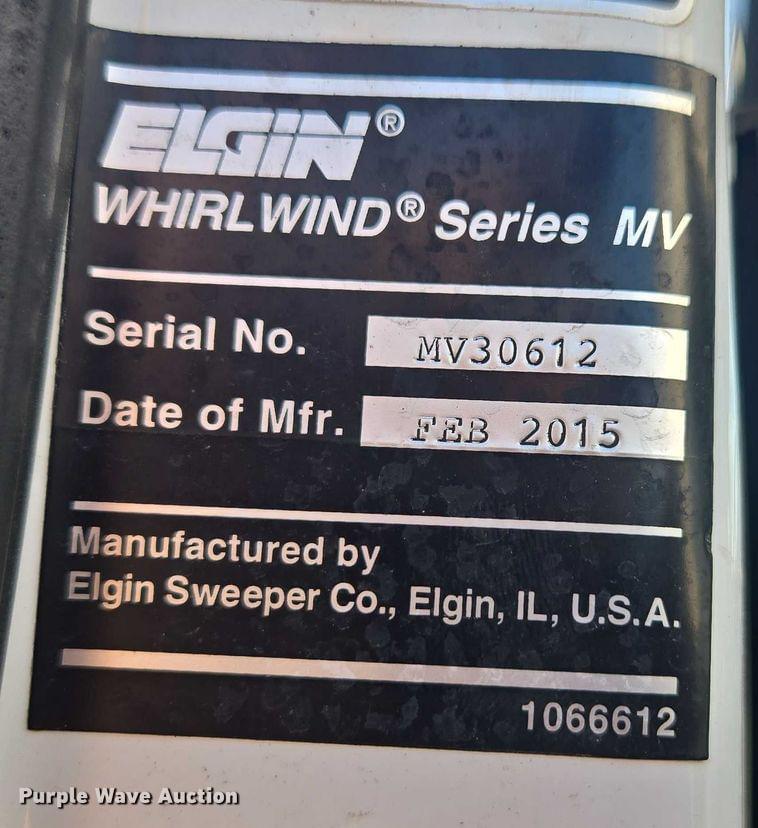 ELGIN®
WHIRLWIND® Series MV
Serial No. MV30612
Date of Mfr. FEB 2015
Manufactured by
Elgin Sweeper Co., Elgin, IL, U.S.A.
1066612
Purple Wave Auction